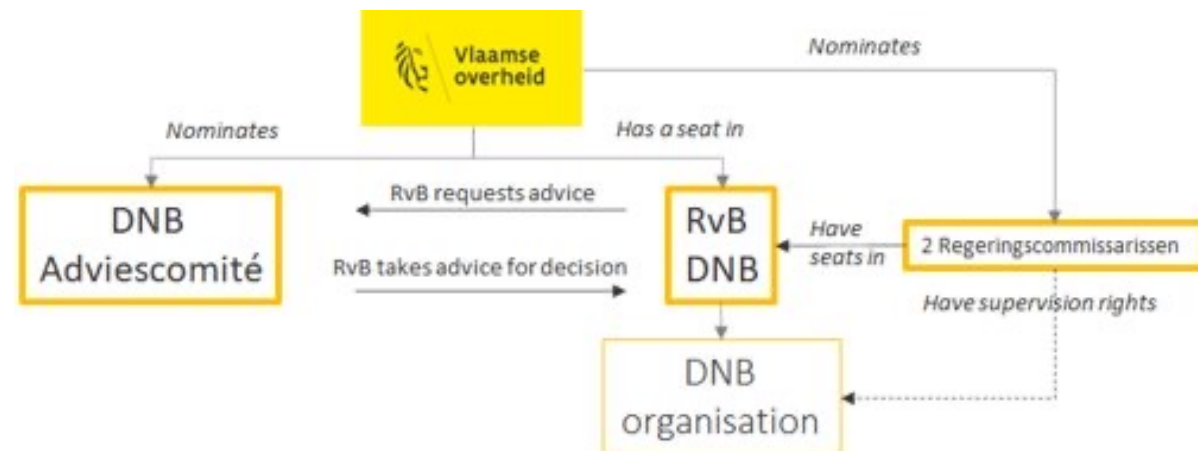 Vlaamse
overheid
Nominates
Nominates
Has a seat in
DNB
Adviescomité
RvB requests advice
RvB takes advice for decision
RvB
DNB
Have
seats in
2 Regeringscommissarissen
Have supervision rights
DNB
organisation